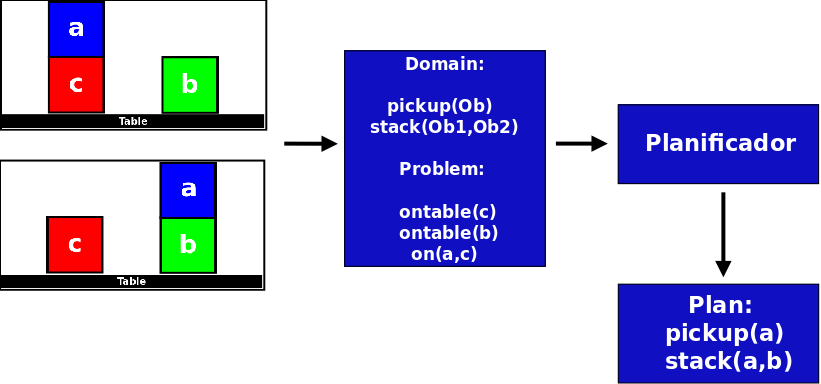 a
c
b
Table
a
c
b
Table
Domain:
pickup(Ob)
stack(Ob1,Ob2)
Problem:
ontable(c)
ontable(b)
on(a,c)
Planificador
Plan:
pickup(a)
stack(a,b)